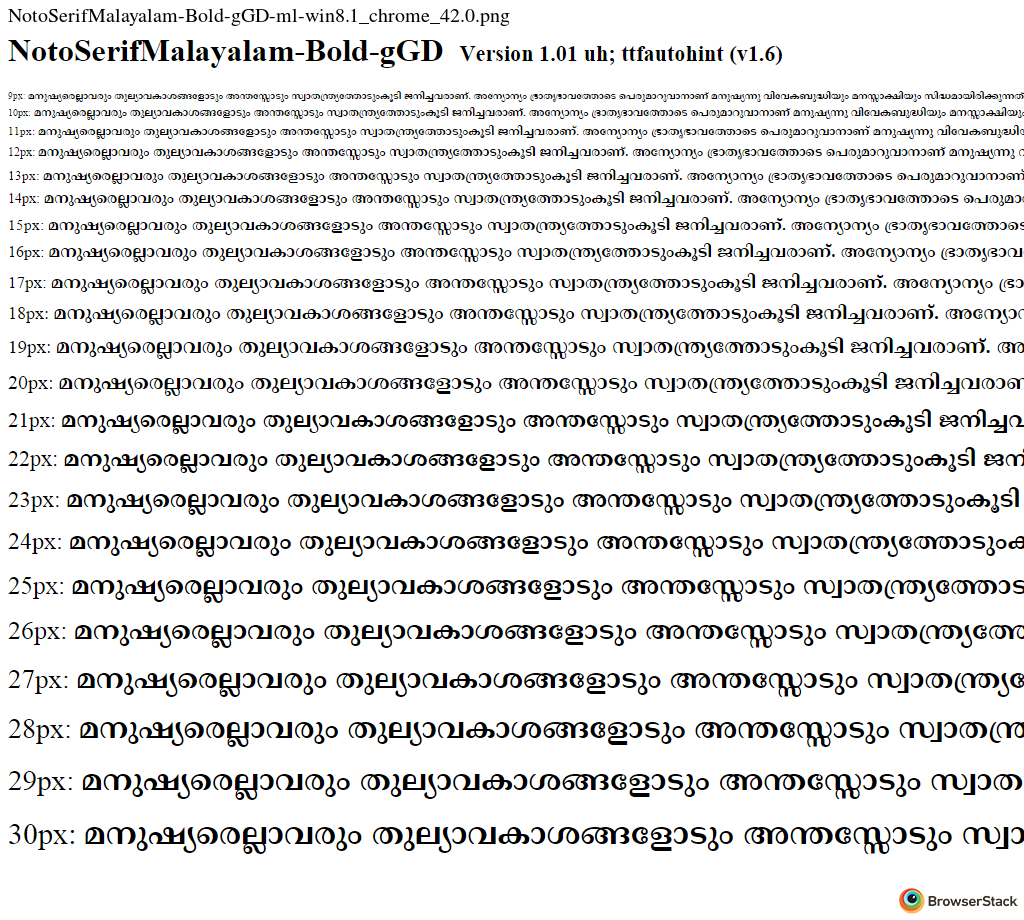 NotoSerifMalayalam-Bold-gGD-ml-win8.1_chrome_42.0.png
NotoSerifMalayalam-Bold-gGD Version 1.01 uh; ttfautohint (v1.6)
9px: മനുഷ്യരെല്ലാവരും തുല്യാവകാശങ്ങളോടും അന്തസ്സോടും സ്വാതന്ത്ര്യത്തോടുംകൂടി ജനിച്ചവരാണ്. അന്യോന്യം ഭ്രാതൃഭാവത്തോടെ പെരുമാറുവാനാണ് മനുഷ്യന്നു വിവേകബുദ്ധിയും മനസ്സാക്ഷിയും സിദ്ധമായിരിക്കുന്നത്
10px: മനുഷ്യരെല്ലാവരും തുല്യാവകാശങ്ങളോടും അന്തസ്സോടും സ്വാതന്ത്ര്യത്തോടുംകൂടി ജനിച്ചവരാണ്. അന്യോന്യം ഭ്രാതൃഭാവത്തോടെ പെരുമാറുവാനാണ് മനുഷ്യന്നു വിവേകബുദ്ധിയും മനസ്സാക്ഷിയും
11px: മനുഷ്യരെല്ലാവരും തുല്യാവകാശങ്ങളോടും അന്തസ്സോടും സ്വാതന്ത്ര്യത്തോടുംകൂടി ജനിച്ചവരാണ്. അന്യോന്യം ഭ്രാതൃഭാവത്തോടെ പെരുമാറുവാനാണ് മനുഷ്യന്നു വിവേകബുദ്ധി
12px: മനുഷ്യരെല്ലാവരും തുല്യാവകാശങ്ങളോടും അന്തസ്സോടും സ്വാതന്ത്ര്യത്തോടുംകൂടി ജനിച്ചവരാണ്. അന്യോന്യം ഭ്രാതൃഭാവത്തോടെ പെരുമാറുവാനാണ് മനുഷ്യന്നു
13px: മനുഷ്യരെല്ലാവരും തുല്യാവകാശങ്ങളോടും അന്തസ്സോടും സ്വാതന്ത്ര്യത്തോടുംകൂടി ജനിച്ചവരാണ്. അന്യോന്യം ഭ്രാതൃഭാവത്തോടെ പെരുമാറുവാനാണ്
14px: മനുഷ്യരെല്ലാവരും തുല്യാവകാശങ്ങളോടും അന്തസ്സോടും സ്വാതന്ത്ര്യത്തോടുംകൂടി ജനിച്ചവരാണ്. അന്യോന്യം ഭ്രാതൃഭാവത്തോടെ പെരുമാ
15px: മനുഷ്യരെല്ലാവരും തുല്യാവകാശങ്ങളോടും അന്തസ്സോടും സ്വാതന്ത്ര്യത്തോടുംകൂടി ജനിച്ചവരാണ്. അന്യോന്യം ഭ്രാതൃഭാവത്തോടെ
16px: മനുഷ്യരെല്ലാവരും തുല്യാവകാശങ്ങളോടും അന്തസ്സോടും സ്വാതന്ത്ര്യത്തോടുംകൂടി ജനിച്ചവരാണ്. അന്യോന്യം ഭ്രാതൃഭാവ
17px: മനുഷ്യരെല്ലാവരും തുല്യാവകാശങ്ങളോടും അന്തസ്സോടും സ്വാതന്ത്ര്യത്തോടുംകൂടി ജനിച്ചവരാണ്. അന്യോന്യം ഭ്രാ
18px: മനുഷ്യരെല്ലാവരും തുല്യാവകാശങ്ങളോടും അന്തസ്സോടും സ്വാതന്ത്ര്യത്തോടുംകൂടി ജനിച്ചവരാണ്. അന്യോന
19px: മനുഷ്യരെല്ലാവരും തുല്യാവകാശങ്ങളോടും അന്തസ്സോടും സ്വാതന്ത്ര്യത്തോടുംകൂടി ജനിച്ചവരാണ്. അ
20px: മനുഷ്യരെല്ലാവരും തുല്യാവകാശങ്ങളോടും അന്തസ്സോടും സ്വാതന്ത്ര്യത്തോടുംകൂടി ജനിച്ചവരാണ
21px: മനുഷ്യരെല്ലാവരും തുല്യാവകാശങ്ങളോടും അന്തസ്സോടും സ്വാതന്ത്ര്യത്തോടുംകൂടി ജനിച്ചവ
22px: മനുഷ്യരെല്ലാവരും തുല്യാവകാശങ്ങളോടും അന്തസ്സോടും സ്വാതന്ത്ര്യത്തോടുംകൂടി ജനി
23px: മനുഷ്യരെല്ലാവരും തുല്യാവകാശങ്ങളോടും അന്തസ്സോടും സ്വാതന്ത്ര്യത്തോടുംകൂടി
24px: മനുഷ്യരെല്ലാവരും തുല്യാവകാശങ്ങളോടും അന്തസ്സോടും സ്വാതന്ത്ര്യത്തോടുംക
25px: മനുഷ്യരെല്ലാവരും തുല്യാവകാശങ്ങളോടും അന്തസ്സോടും സ്വാതന്ത്ര്യത്തോട
26px: മനുഷ്യരെല്ലാവരും തുല്യാവകാശങ്ങളോടും അന്തസ്സോടും സ്വാതന്ത്ര്യത്തോ
27px: മനുഷ്യരെല്ലാവരും തുല്യാവകാശങ്ങളോടും അന്തസ്സോടും സ്വാതന്ത്ര്യ
28px: മനുഷ്യരെല്ലാവരും തുല്യാവകാശങ്ങളോടും അന്തസ്സോടും സ്വാതന്ത്ര
29px: മനുഷ്യരെല്ലാവരും തുല്യാവകാശങ്ങളോടും അന്തസ്സോടും സ്വാത
30px: മനുഷ്യരെല്ലാവരും തുല്യാവകാശങ്ങളോടും അന്തസ്സോടും സ്വാ
BrowserStack